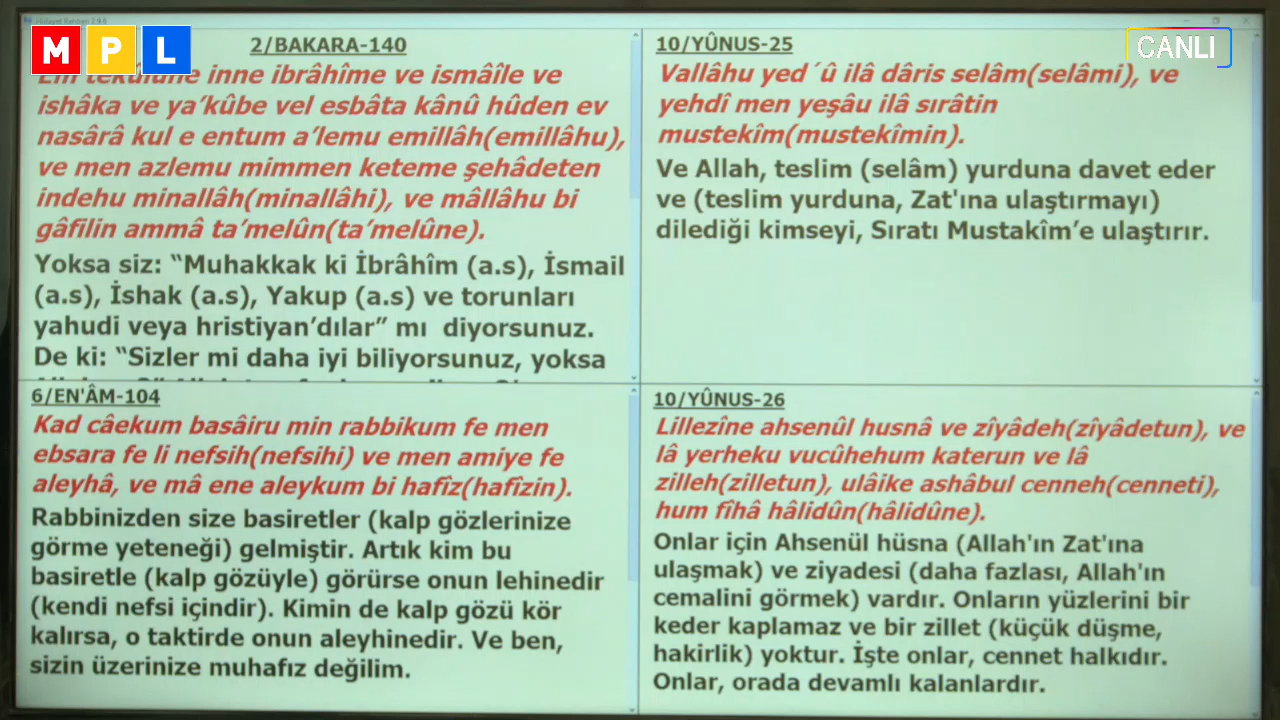 Hidayet Rehberi 2.9.6
MPL
CANLI
2/BAKARA-140
tekûlûne inne ibrâhîme ve ismâîle ve
ishâka ve ya’kûbe vel esbâta kânû hûden ev
nasârâ kul e entum a’lemu emillâh(emillâhu),
ve men azlemu mimmen keteme şehâdeten
indehu minallâh(minallâhi), ve mâllâhu bi
gâfilin ammâ ta’melûn(ta’melûne).
Yoksa siz: “Muhakkak ki İbrâhîm (a.s), İsmail
(a.s), İshak (a.s), Yakup (a.s) ve torunları
yahudi veya hristiyan’dılar” mı diyorsunuz.
De ki: “Sizler mi daha iyi biliyorsunuz, yoksa
10/YÛNUS-25
Vallâhu yed´û ilâ dâris selâm(selâmi), ve
yehdî men yeşâu ilâ sırâtin
mustekîm(mustekîmin).
Ve Allah, teslim (selâm) yurduna davet eder
ve (teslim yurduna, Zat'ına ulaştırmayı)
dilediği kimseyi, Sıratı Mustakîm’e ulaştırır.
6/EN'ÂM-104
Kad câekum basâiru min rabbikum fe men
ebsara fe li nefsih(nefsihi) ve men amiye fe
aleyhâ, ve mâ ene aleykum bi hafîz(hafîzin).
Rabbinizden size basiretler (kalp gözlerinize
görme yeteneği) gelmiştir. Artık kim bu
basiretle (kalp gözüyle) görürse onun lehinedir
(kendi nefsi içindir). Kimin de kalp gözü kör
kalırsa, o taktirde onun aleyhinedir. Ve ben,
sizin üzerinize muhafız değilim.
10/YÛNUS-26
Lillezîne ahsenûl husnâ ve zîyâdeh(zîyâdetun), ve
lâ yerheku vucûhehum katerun ve lâ
zilleh(zilletun), ulâike ashâbul cenneh(cenneti),
hum fîhâ hâlidûn(hâlidûne).
Onlar için Ahsenül hüsna (Allah'ın Zat'ına
ulaşmak) ve ziyadesi (daha fazlası, Allah'ın
cemalini görmek) vardır. Onların yüzlerini bir
keder kaplamaz ve bir zillet (küçük düşme,
hakirlik) yoktur. İşte onlar, cennet halkıdır.
Onlar, orada devamlı kalanlardır.